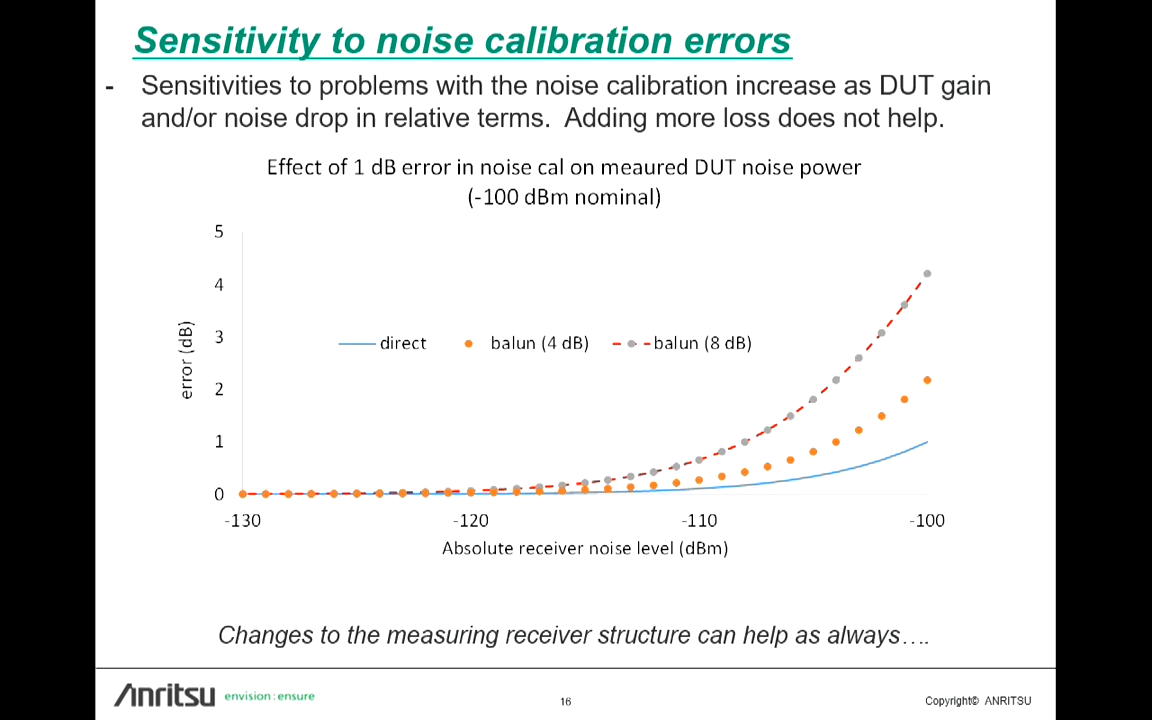 Sensitivity to noise calibration errors
- Sensitivities to problems with the noise calibration increase as DUT gain
and/or noise drop in relative terms. Adding more loss does not help.
Effect of 1 dB error in noise cal on meaured DUT noise power
(-100 dBm nominal)
5
4
3
2
1
0
error (dB)
direct
balun (4 dB)
balun (8 dB)
-130
-120
-110
-100
Absolute receiver noise level (dBm)
Changes to the measuring receiver structure can help as always….
Anritsu envision : ensure
16
Copyright© ANRITSU